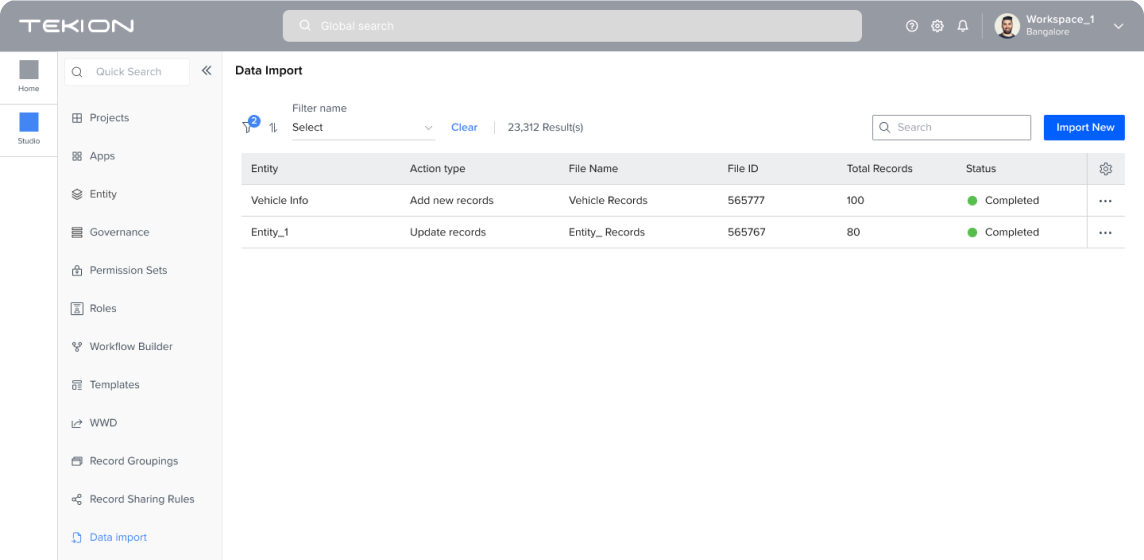 TEKION
Global search
Workspace_1
Bangalore
Home
Studio
Quick Search
Projects
Apps
Entity
Governance
Permission Sets
Roles
Workflow Builder
Templates
WWD
Record Groupings
Record Sharing Rules
Data import
Data Import
2
Filter name
Select
Clear
23,312 Result(s)
Search
Import New
Entity Action type File Name File ID Total Records Status
Vehicle Info Add new records Vehicle Records 565777 100 Completed
Entity_1 Update records Entity_ Records 565767 80 Completed